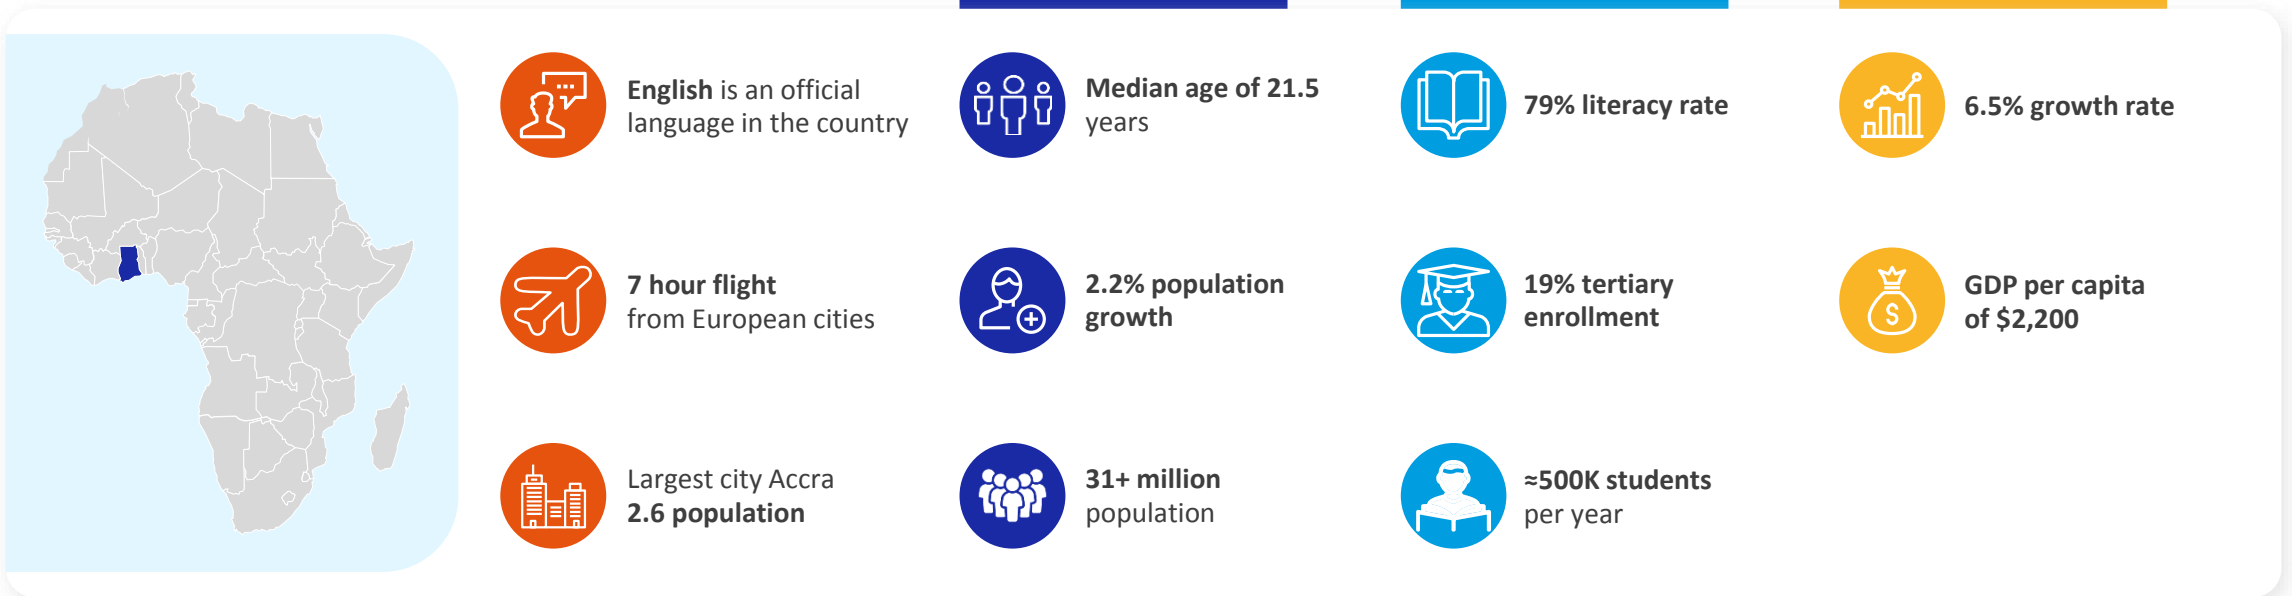 English is an official
language in the country
7 hour flight
from European cities
Largest city Accra
2.6 population
Median age of 21.5
years
2.2% population
growth
31+ million
population
79% literacy rate
19% tertiary
enrollment
≈500K students
per year
6.5% growth rate
GDP per capita
of $2,200